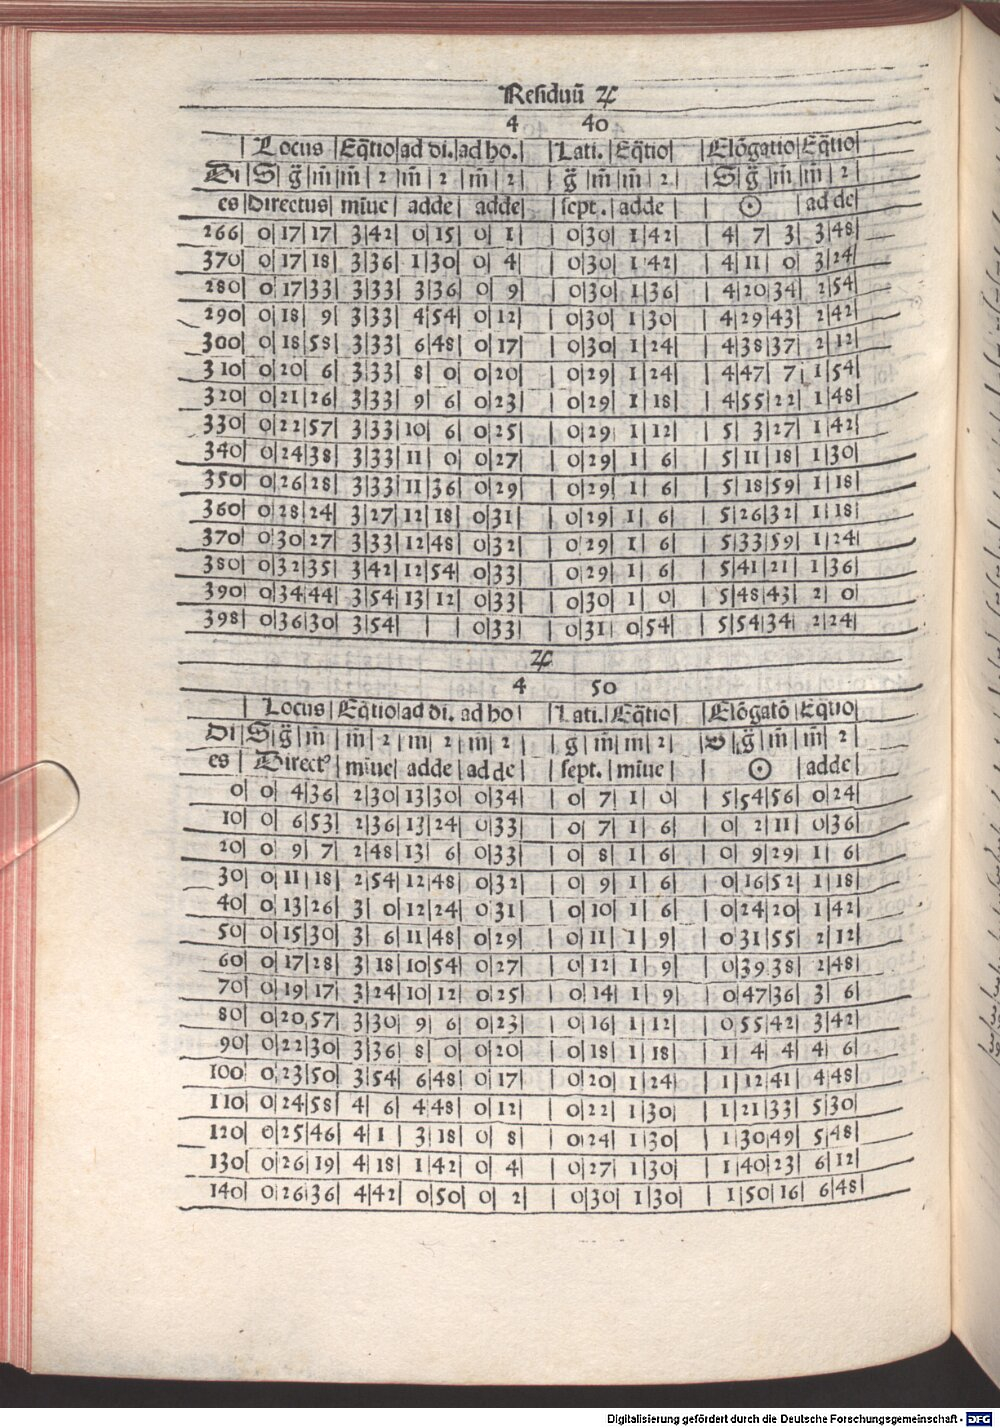 Residuū ♃
4 40
| Locus | Eq̄tio | ad di. | ad ho. | Lati. | Eq̄tio | | Elōgatio | Eq̄tio |
Di | S | g̈ | m̄ | m̄ | 2 | m̄ | 2 | m̄ | 2 | | g̈ | m̄ | m̄ | 2 | S | g̈ | m̄ | m̄ | 2
es | Directus | minue | adde | adde | | sept. | adde | | ☉ | adde
266| 0|17|17| 3|42| 0|15| 0| 1| | 0|30| 1|42| | 4| 7| 3| 3|48|
370| 0|17|18| 3|36| 1|30| 0| 4| | 0|30| 1|42| | 4|11| 0| 3|24|
280| 0|17|33| 3|33| 3|36| 0| 9| | 0|30| 1|36| | 4|20|34| 2|54|
290| 0|18| 9| 3|33| 4|54| 0|12| | 0|30| 1|30| | 4|29|43| 2|42|
300| 0|18|58| 3|33| 6|48| 0|17| | 0|30| 1|24| | 4|38|37| 2|12|
310| 0|20| 6| 3|33| 8| 0| 0|20| | 0|29| 1|24| | 4|47| 7| 1|54|
320| 0|21|26| 3|33| 9| 6| 0|23| | 0|29| 1|18| | 4|55|22| 1|48|
330| 0|22|57| 3|33| 10| 6| 0|25| | 0|29| 1|12| | 5| 3|27| 1|42|
340| 0|24|38| 3|33| 11| 0| 0|27| | 0|29| 1| 6| | 5|11|18| 1|30|
350| 0|26|28| 3|33| 11|36| 0|29| | 0|29| 1| 6| | 5|18|59| 1|18|
360| 0|28|24| 3|27| 12|18| 0|31| | 0|29| 1| 6| | 5|26|32| 1|18|
370| 0|30|27| 3|33| 12|48| 0|32| | 0|29| 1| 6| | 5|33|59| 1|24|
380| 0|32|35| 3|42| 12|54| 0|33| | 0|29| 1| 6| | 5|41|21| 1|36|
390| 0|34|44| 3|54| 13|12| 0|33| | 0|30| 1| 0| | 5|48|43| 2| 0|
398| 0|36|30| 3|54| | | 0|33| | 0|31| 0|54| | 5|54|34| 2|24|
♃
4 50
| Locus | Eq̄tio | ad di. | ad ho | | Lati. | Eq̄tio | | Elōgatō | Eq̄tio
Di | S | g̈ | m̄ | m̄ | 2 | m | 2 | m̄ | 2 | | g | m̄ | m | 2 | | S | g̈ | m̄ | m̄ | 2
es | Direct⁹ | minue | adde | adde | | sept. | minue | | ☉ | adde
0| 0| 4|36| 2|30| 13|30| 0|34| | 0| 7| 1| 0| | 5|54|56| 0|24|
10| 0| 6|53| 2|36| 13|24| 0|33| | 0| 7| 1| 6| | 0| 2|11| 0|36|
20| 0| 9| 7| 2|48| 13| 6| 0|33| | 0| 8| 1| 6| | 0| 9|29| 1| 6|
30| 0|11|18| 2|54| 12|48| 0|32| | 0| 9| 1| 6| | 0|16|52| 1|18|
40| 0|13|26| 3| 0| 12|24| 0|31| | 0|10| 1| 6| | 0|24|20| 1|42|
50| 0|15|30| 3| 6| 11|48| 0|29| | 0|11| 1| 9| | 0|31|55| 2|12|
60| 0|17|28| 3|18| 10|54| 0|27| | 0|12| 1| 9| | 0|39|38| 2|48|
70| 0|19|17| 3|24| 10|12| 0|25| | 0|14| 1| 9| | 0|47|36| 3| 6|
80| 0|20|57| 3|30| 9| 6| 0|23| | 0|16| 1|12| | 0|55|42| 3|42|
90| 0|22|30| 3|36| 8| 0| 0|20| | 0|18| 1|18| | 1| 4| 4| 4| 6|
100| 0|23|50| 3|54| 6|48| 0|17| | 0|20| 1|24| | 1|12|41| 4|48|
110| 0|24|58| 4| 6| 4|48| 0|12| | 0|22| 1|30| | 1|21|33| 5|30|
120| 0|25|46| 4|1 | 3|18| 0| 8| | 0|24| 1|30| | 1|30|49| 5|48|
130| 0|26|19| 4|18| 1|42| 0| 4| | 0|27| 1|30| | 1|40|23| 6|12|
140| 0|26|36| 4|42| 0|50| 0| 2| | 0|30| 1|30| | 1|50|16| 6|48|
Digitalisierung gefördert durch die Deutsche Forschungsgemeinschaft - DFG